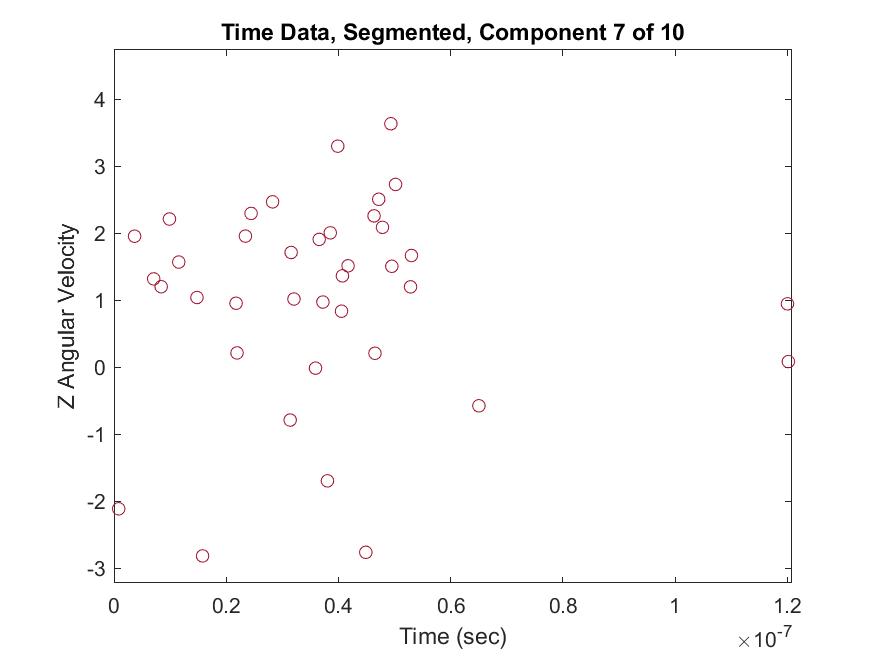 Time Data, Segmented, Component 7 of 10
4
3
2
1
0
-1
-2
-3
Z Angular Velocity
0 0.2 0.4 0.6 0.8 1 1.2
Time (sec)
×10-7